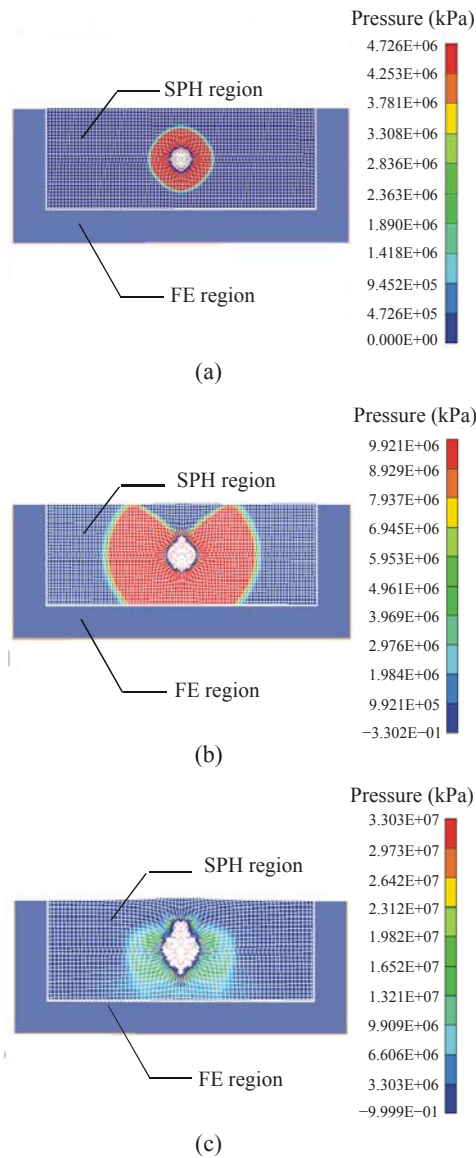 Pressure (kPa)
4.726E+06
4.253E+06
3.781E+06
3.308E+06
2.836E+06
2.363E+06
1.890E+06
1.418E+06
9.452E+05
4.726E+05
0.000E+00
SPH region
FE region
(a)
Pressure (kPa)
9.921E+06
8.929E+06
7.937E+06
6.945E+06
5.953E+06
4.961E+06
3.969E+06
2.976E+06
1.984E+06
9.921E+05
−3.302E−01
SPH region
FE region
(b)
Pressure (kPa)
3.303E+07
2.973E+07
2.642E+07
2.312E+07
1.982E+07
1.652E+07
1.321E+07
9.909E+06
6.606E+06
3.303E+06
−9.999E−01
SPH region
FE region
(c)